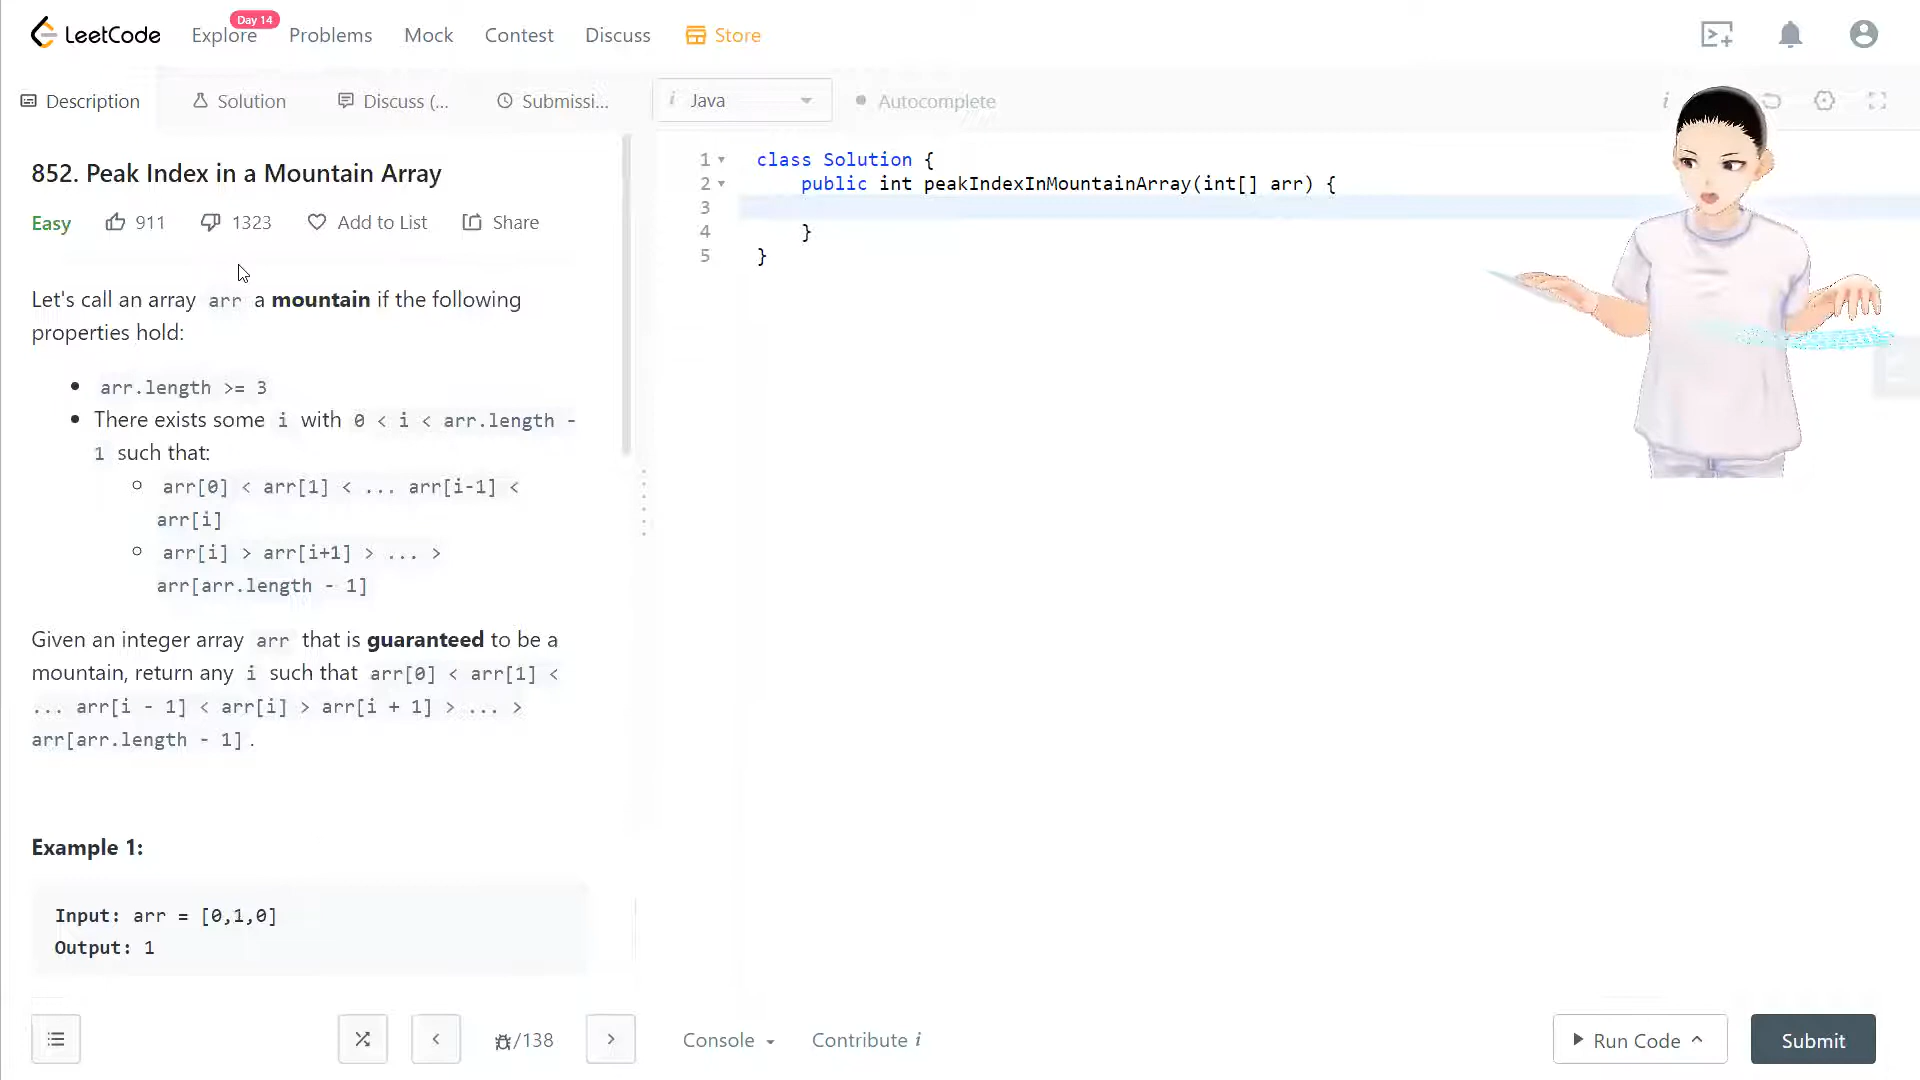 Day 14
LeetCode Explore Problems Mock Contest Discuss Store
Description Solution Discuss (... Submissi... i Java Autocomplete i
852. Peak Index in a Mountain Array
Easy 911 1323 Add to List Share
Let's call an array arr a mountain if the following
properties hold:
arr.length >= 3
There exists some i with 0 < i < arr.length -
1 such that:
arr[0] < arr[1] < ... arr[i-1] <
arr[i]
arr[i] > arr[i+1] > ... >
arr[arr.length - 1]
Given an integer array arr that is guaranteed to be a
mountain, return any i such that arr[0] < arr[1] <
... arr[i - 1] < arr[i] > arr[i + 1] > ... >
arr[arr.length - 1].
Example 1:
Input: arr = [0,1,0]
Output: 1
1 class Solution {
2 public int peakIndexInMountainArray(int[] arr) {
3
4 }
5 }
/138 Console Contribute i Run Code Submit